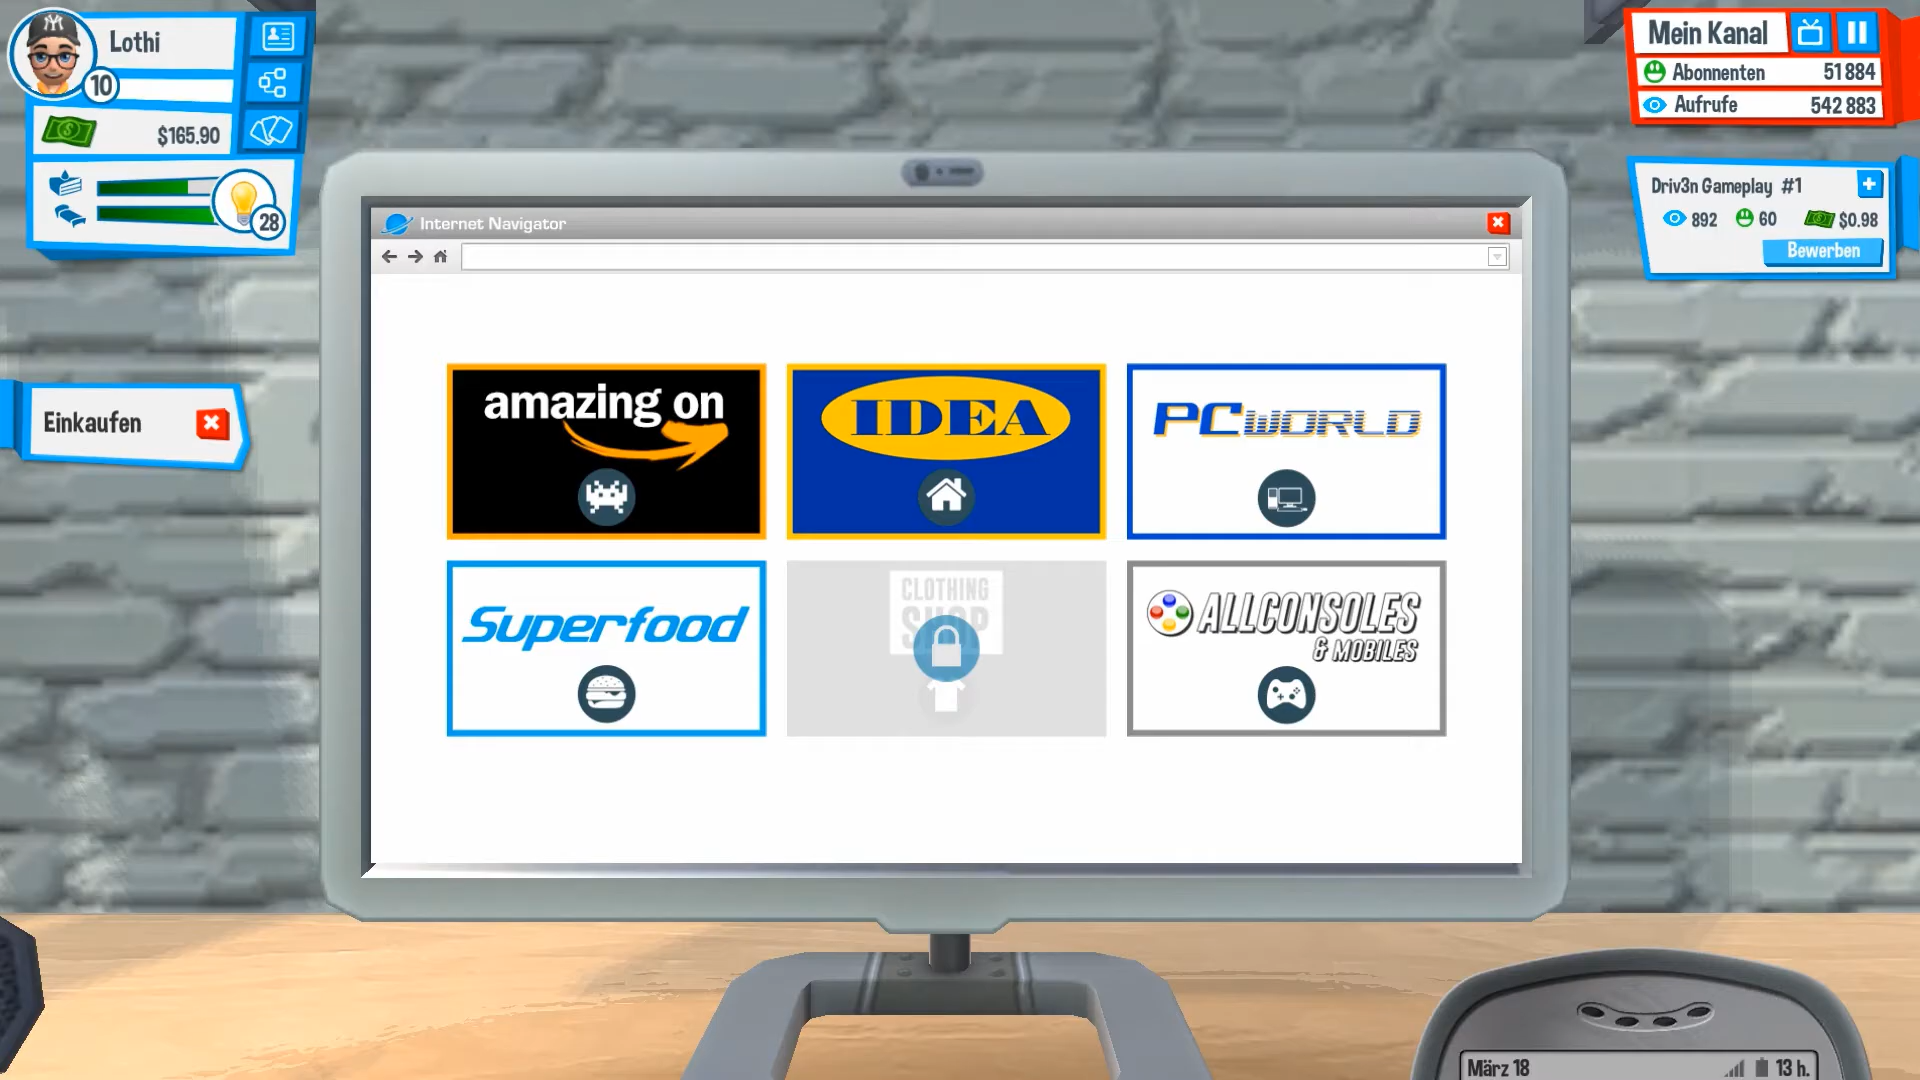 Lothi
10
$165.90
28
Einkaufen
Mein Kanal
Abonnenten 51 884
Aufrufe 542 883
Driv3n Gameplay #1
892 60 $0.98
Bewerben
Internet Navigator
amazing on
IDEA
PCWORLD
Superfood
CLOTHING
SHOP
ALLCONSOLES
& MOBILES
März 18 13 h.